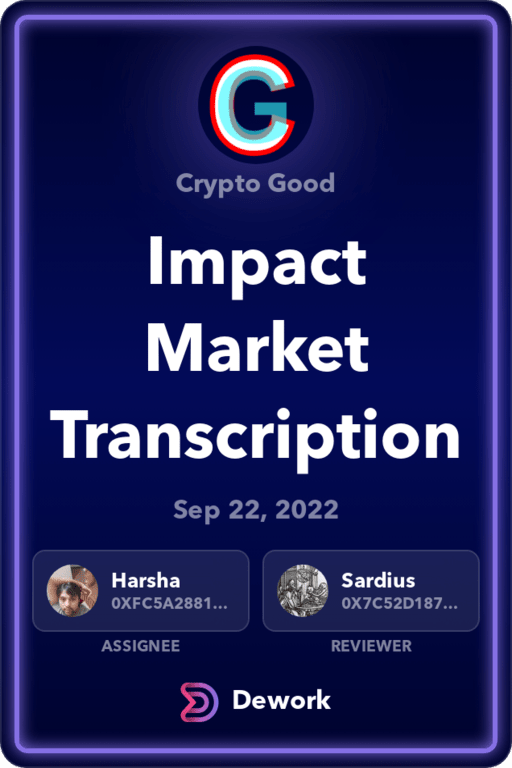 G
Crypto Good
Impact
Market
Transcription
Sep 22, 2022
Harsha
0XFC5A2881...
ASSIGNEE
Sardius
0X7C52D187...
REVIEWER
Dework